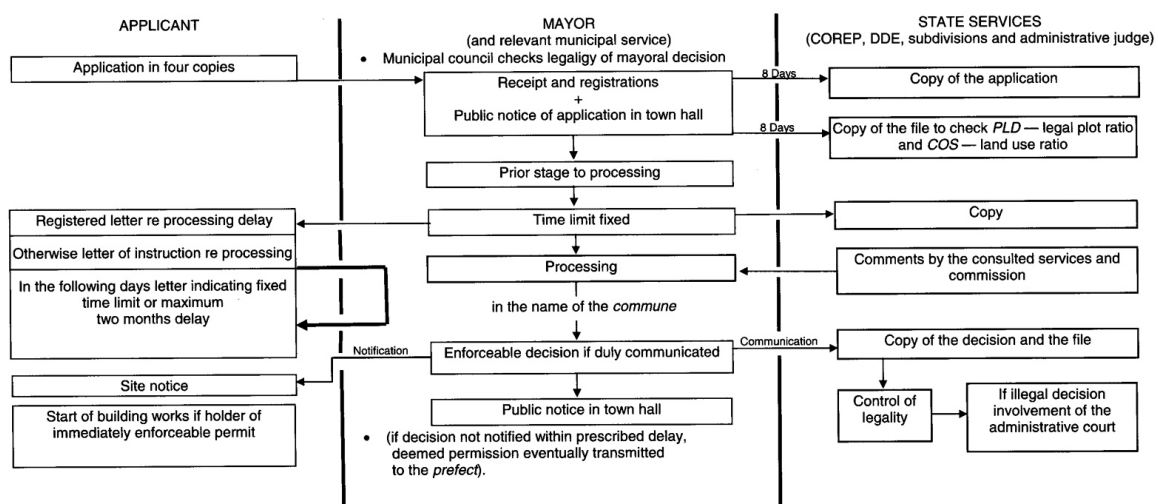 APPLICANT
Application in four copies
Registered letter re processing delay
Otherwise letter of instruction re processing
In the following days letter indicating fixed
time limit or maximum
two months delay
Site notice
Start of building works if holder of
immediately enforceable permit
MAYOR
(and relevant municipal service)
• Municipal council checks legaligy of mayoral decision
Receipt and registrations
+
Public notice of application in town hall
Prior stage to processing
Time limit fixed
Processing
in the name of the commune
Notification
Enforceable decision if duly communicated
Communication
Public notice in town hall
• (if decision not notified within prescribed delay,
deemed permission eventually transmitted
to the prefect).
STATE SERVICES
(COREP, DDE, subdivisions and administrative judge)
8 Days
Copy of the application
8 Days
Copy of the file to check PLD — legal plot ratio
and COS — land use ratio
Copy
Comments by the consulted services and
commission
Copy of the decision and the file
Control of
legality
If illegal decision
involvement of the
administrative court